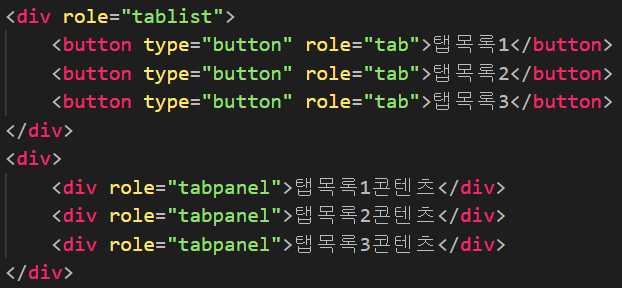 <div role="tablist">
    <button type="button" role="tab">탭목록1</button>
    <button type="button" role="tab">탭목록2</button>
    <button type="button" role="tab">탭목록3</button>
</div>
<div>
    <div role="tabpanel">탭목록1콘텐츠</div>
    <div role="tabpanel">탭목록2콘텐츠</div>
    <div role="tabpanel">탭목록3콘텐츠</div>
</div>